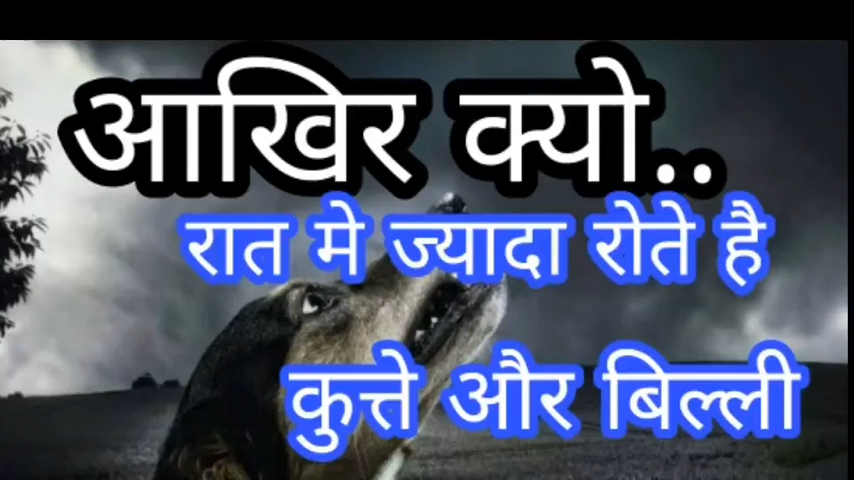 आखिर क्यो..
रात मे ज्यादा रोते है
कुत्ते और बिल्ली